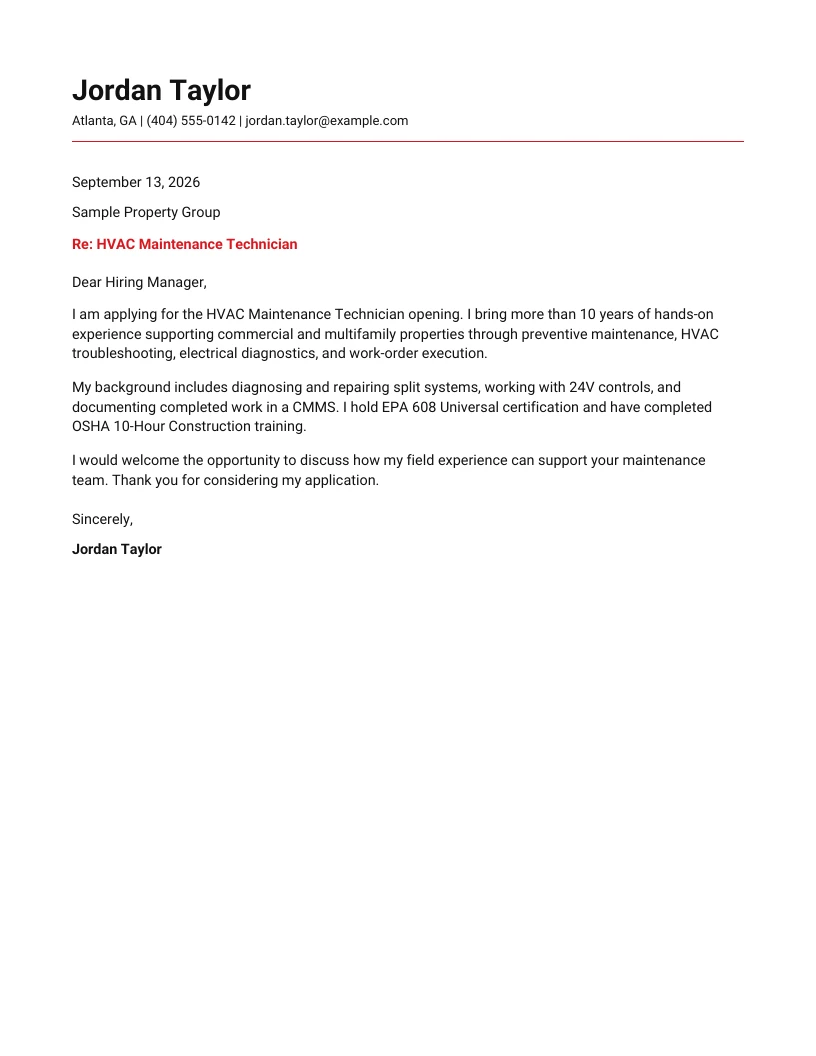 Jordan Taylor
Atlanta, GA | (404) 555-0142 | jordan.taylor@example.com
September 13, 2026
Sample Property Group
Re: HVAC Maintenance Technician
Dear Hiring Manager,
I am applying for the HVAC Maintenance Technician opening. I bring more than 10 years of hands-on
experience supporting commercial and multifamily properties through preventive maintenance, HVAC
troubleshooting, electrical diagnostics, and work-order execution.
My background includes diagnosing and repairing split systems, working with 24V controls, and
documenting completed work in a CMMS. I hold EPA 608 Universal certification and have completed
OSHA 10-Hour Construction training.
I would welcome the opportunity to discuss how my field experience can support your maintenance
team. Thank you for considering my application.
Sincerely,
Jordan Taylor